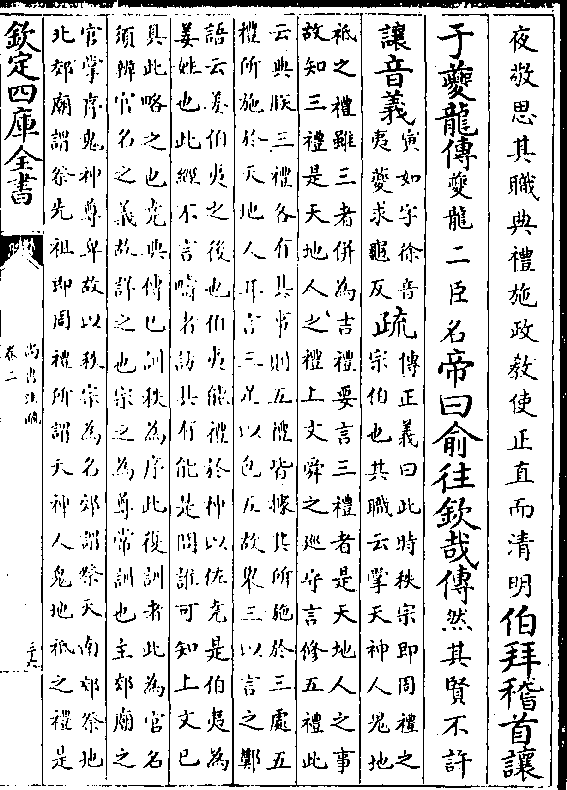 夜敬思其職典禮施政教使正直而清明伯拜稽首讓
于夔龍傳夔龍二臣名帝曰俞往欽哉傳然其賢不許
讓音義寅如字徐音
夷夔求龜反疏傳正義曰此時秩宗即周禮之
宗伯也其職云掌天神人鬼地
祇之禮雖三者併為吉禮要言三禮者是天地人之事
故知三禮是天地人之禮上文舜之巡守言修五禮此
云典朕三禮各有其事則五禮皆據其所施於三處五
禮所施於天地人耳言三足以包五故舉三以言之鄭
語云姜伯夷之後也伯夷能禮於神以佐堯是伯夷為
姜姓也此經不言疇者訪其有能是問誰可知上文已
具此略之也堯典傳已訓秩為序此復訓者此為官名
須辨官名之義故詳之也宗之為尊常訓也主郊廟之
官掌序鬼神尊卑故以秩宗為名郊謂祭天南郊祭地
北郊廟謂祭先祖即周禮所謂天神人鬼地祇之禮是
欽定四庫全書
尚書注疏
卷二